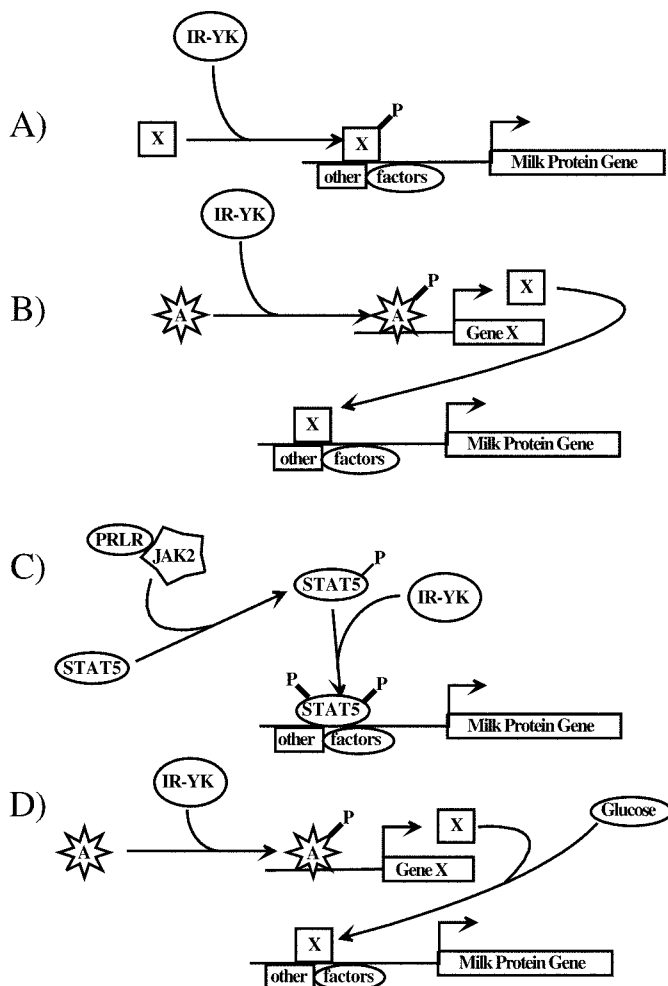 IR-YK
A)
X
X
P
other factors
Milk Protein Gene
IR-YK
B)
A
A
P
X
Gene X
X
other factors
Milk Protein Gene
C)
PRLR
JAK2
STAT5
P
STAT5
IR-YK
P
P
STAT5
other factors
Milk Protein Gene
D)
IR-YK
Glucose
A
A
P
X
Gene X
X
other factors
Milk Protein Gene